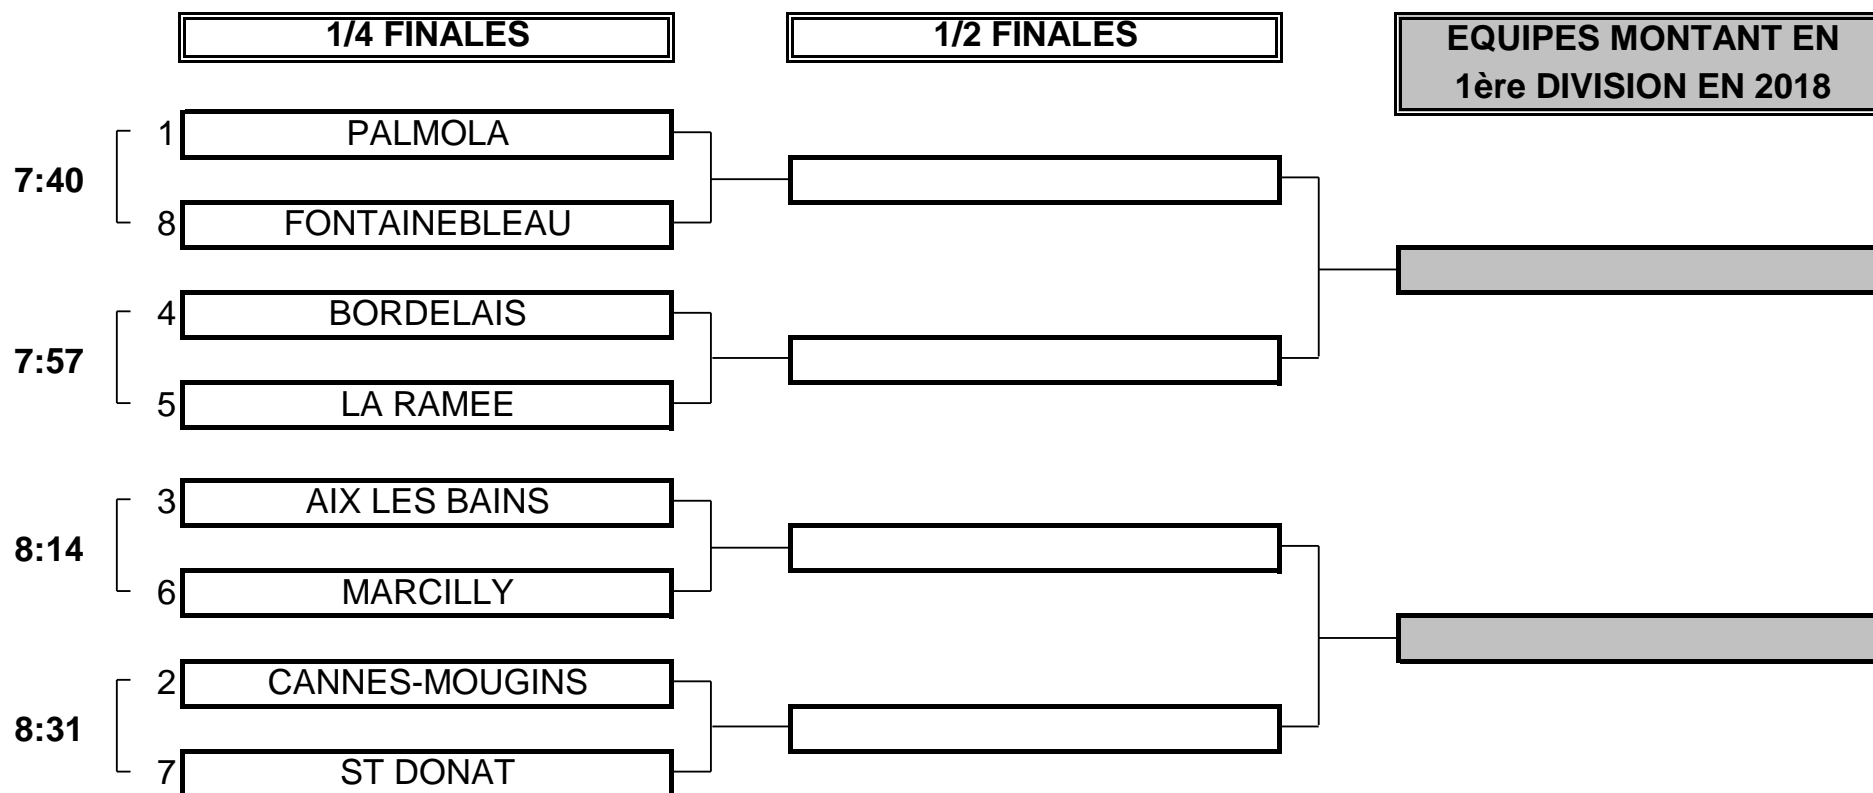 1/4 FINALES
1/2 FINALES
EQUIPES MONTANT EN
1ère DIVISION EN 2018
1 PALMOLA
7:40
8 FONTAINEBLEAU
4 BORDELAIS
7:57
5 LA RAMEE
3 AIX LES BAINS
8:14
6 MARCILLY
2 CANNES-MOUGINS
8:31
7 ST DONAT